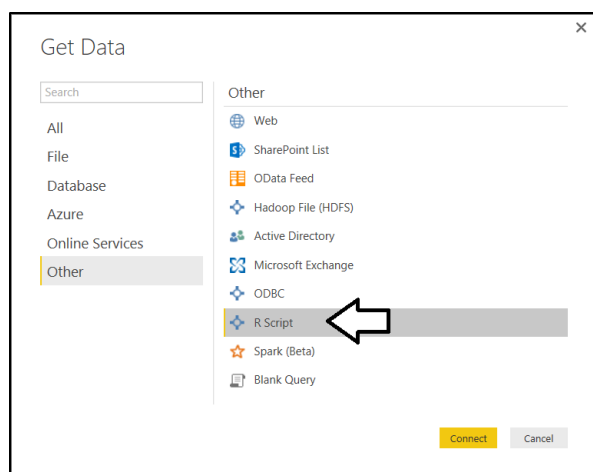 Get Data
Search
All
File
Database
Azure
Online Services
Other
Other
Web
SharePoint List
OData Feed
Hadoop File (HDFS)
Active Directory
Microsoft Exchange
ODBC
R Script
Spark (Beta)
Blank Query
Connect
Cancel